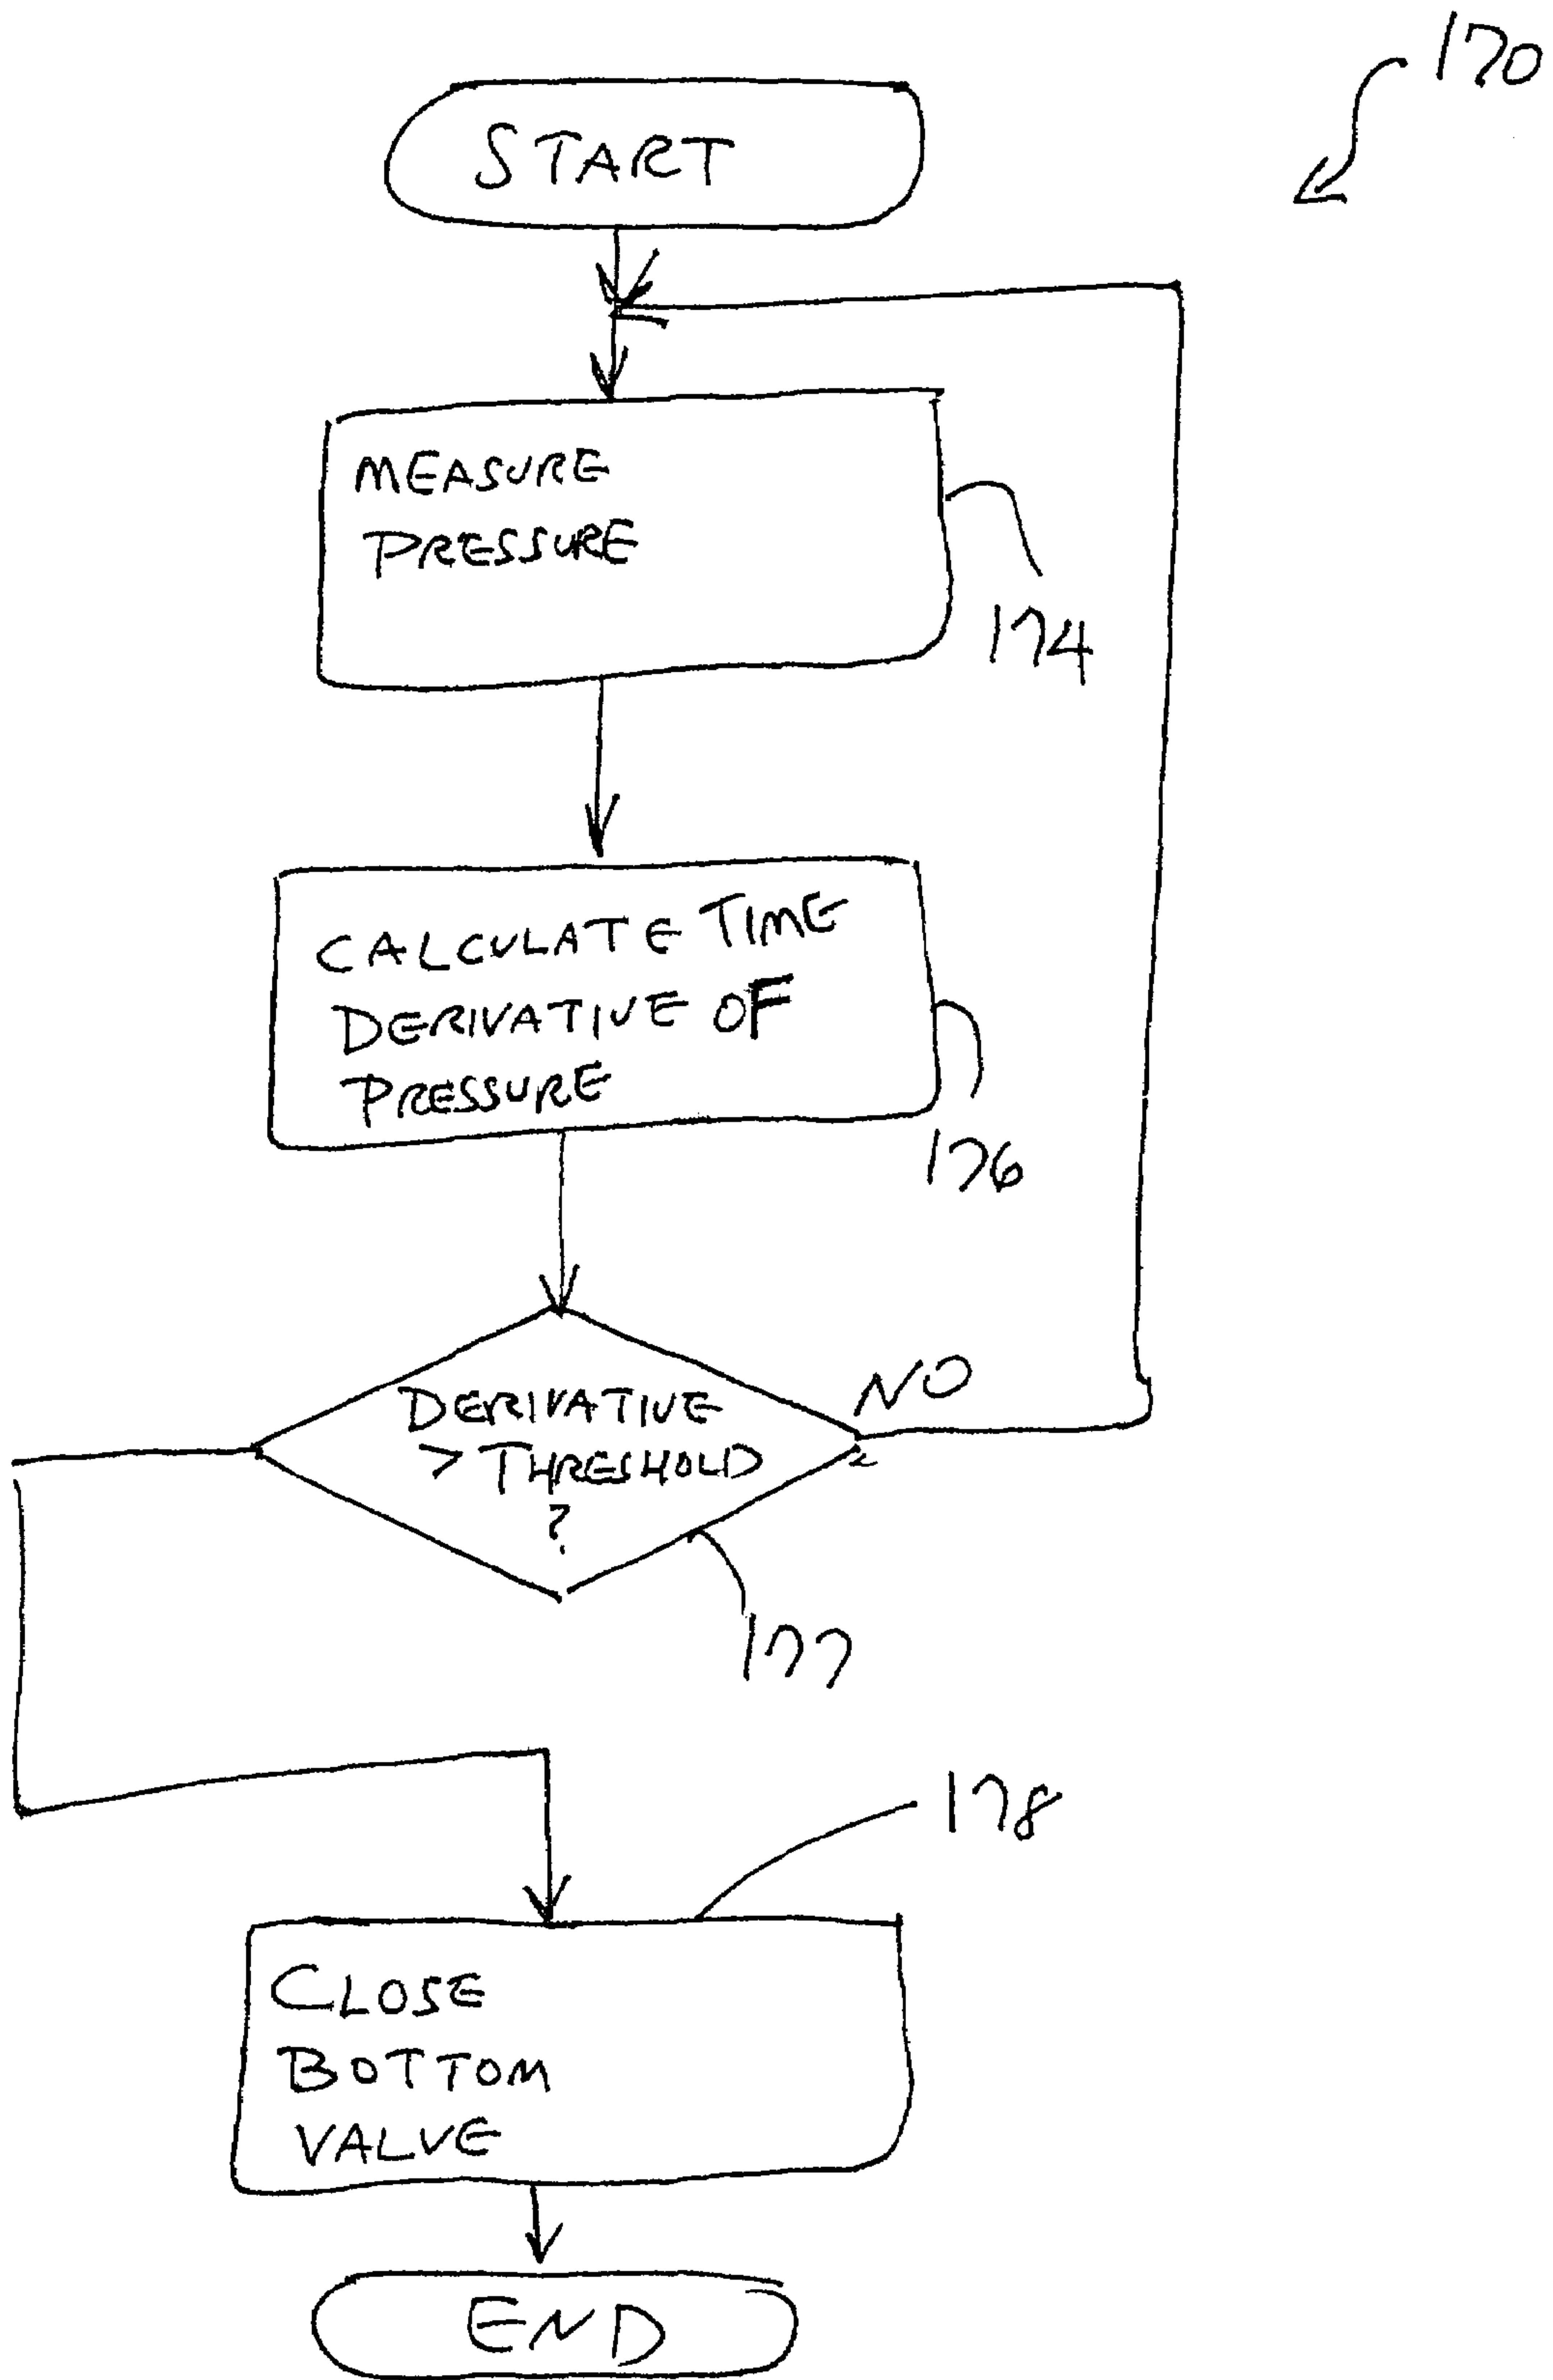 170
START
MEASURE
PRESSURE
174
CALCULATE TIME
DERIVATIVE OF
PRESSURE
176
NO
DERIVATIVE
> THRESHOLD
?
177
178
CLOSE
BOTTOM
VALVE
END